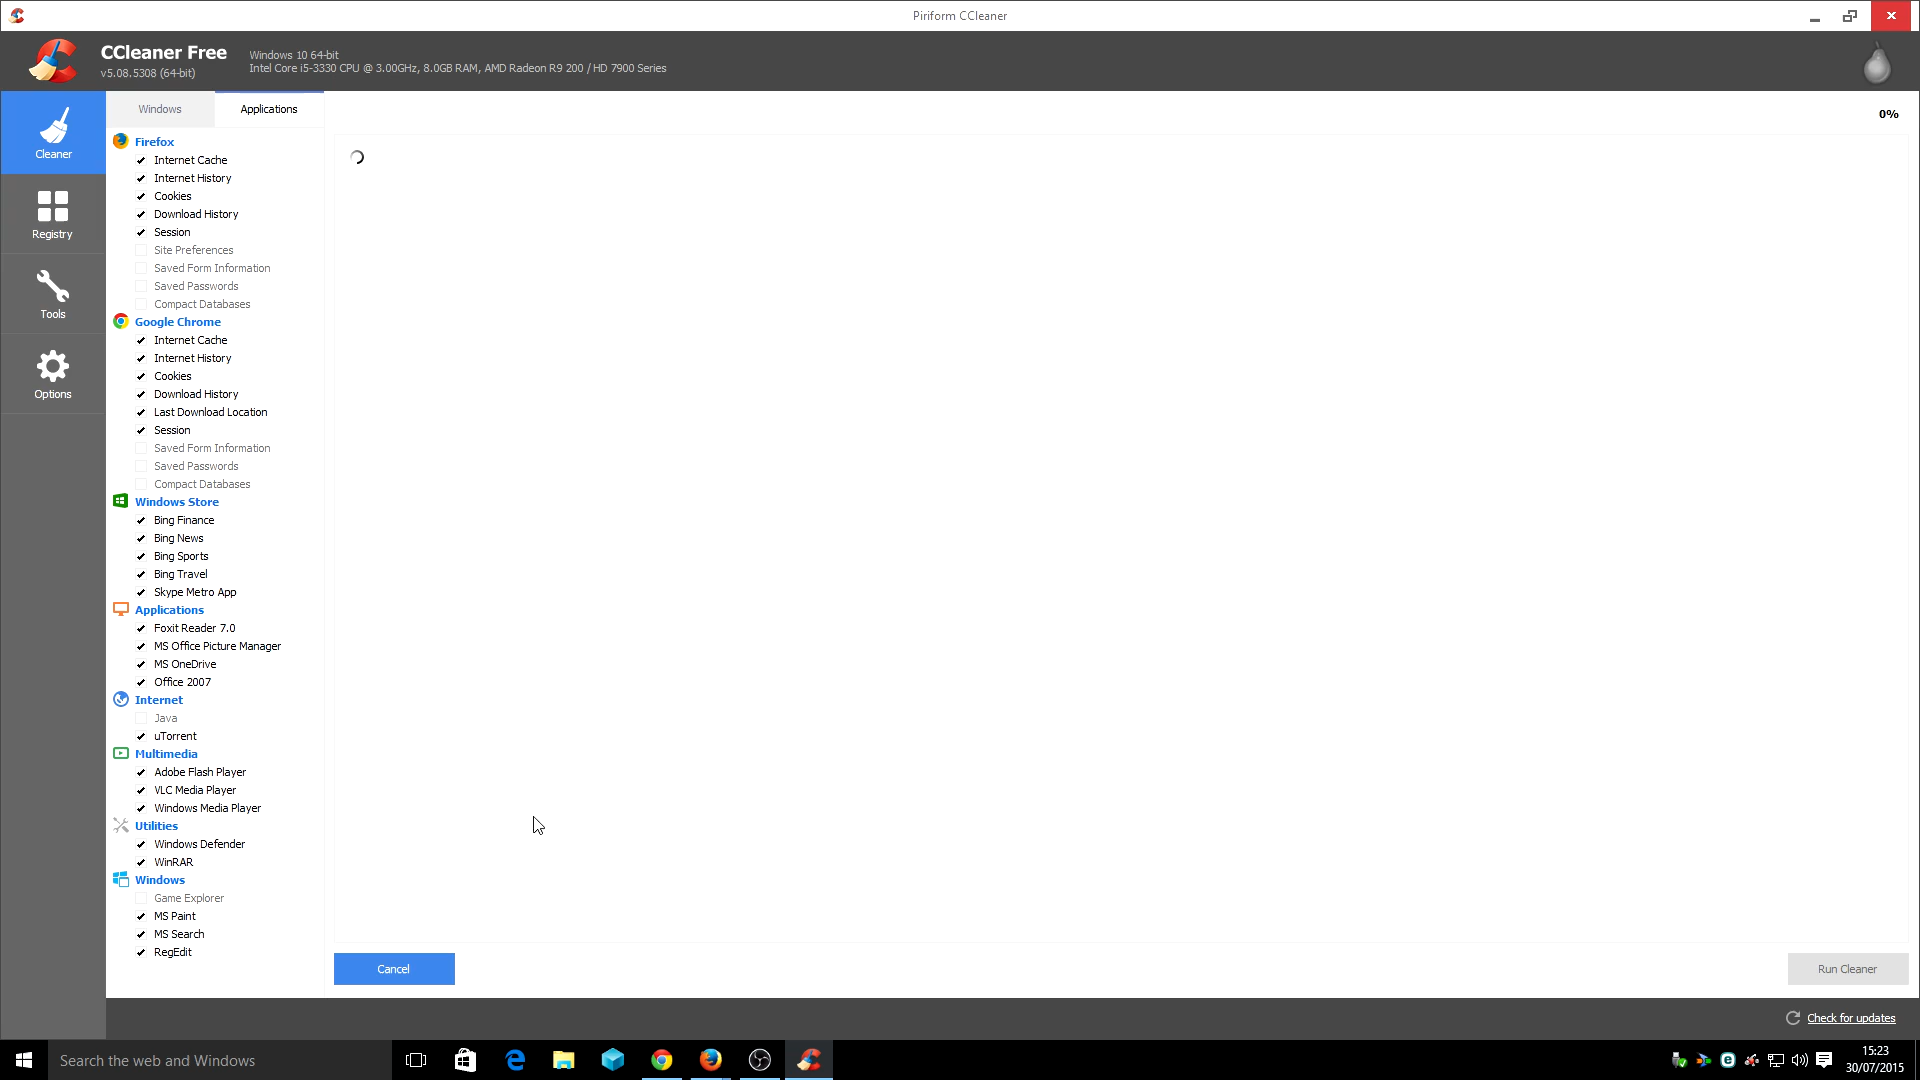 Piriform CCleaner
CCleaner Free
v5.08.5308 (64-bit)
Windows 10 64-bit
Intel Core i5-3330 CPU @ 3.00GHz, 8.0GB RAM, AMD Radeon R9 200 / HD 7900 Series
Cleaner
Registry
Tools
Options
Windows
Applications
0%
Firefox
Internet Cache
Internet History
Cookies
Download History
Session
Site Preferences
Saved Form Information
Saved Passwords
Compact Databases
Google Chrome
Internet Cache
Internet History
Cookies
Download History
Last Download Location
Session
Saved Form Information
Saved Passwords
Compact Databases
Windows Store
Bing Finance
Bing News
Bing Sports
Bing Travel
Skype Metro App
Applications
Foxit Reader 7.0
MS Office Picture Manager
MS OneDrive
Office 2007
Internet
Java
uTorrent
Multimedia
Adobe Flash Player
VLC Media Player
Windows Media Player
Utilities
Windows Defender
WinRAR
Windows
Game Explorer
MS Paint
MS Search
RegEdit
Cancel
Run Cleaner
Check for updates
Search the web and Windows
15:23
30/07/2015